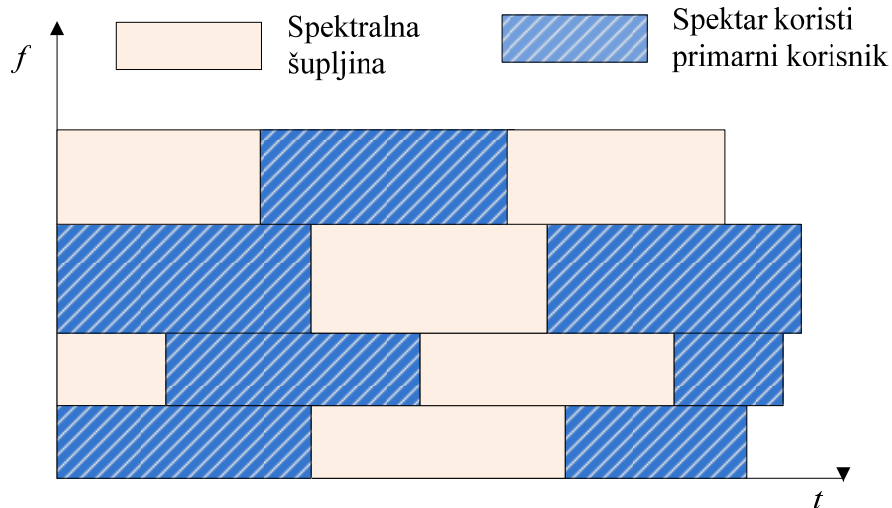 f
Spektralna
šupljina
Spektar koristi
primarni korisnik
t